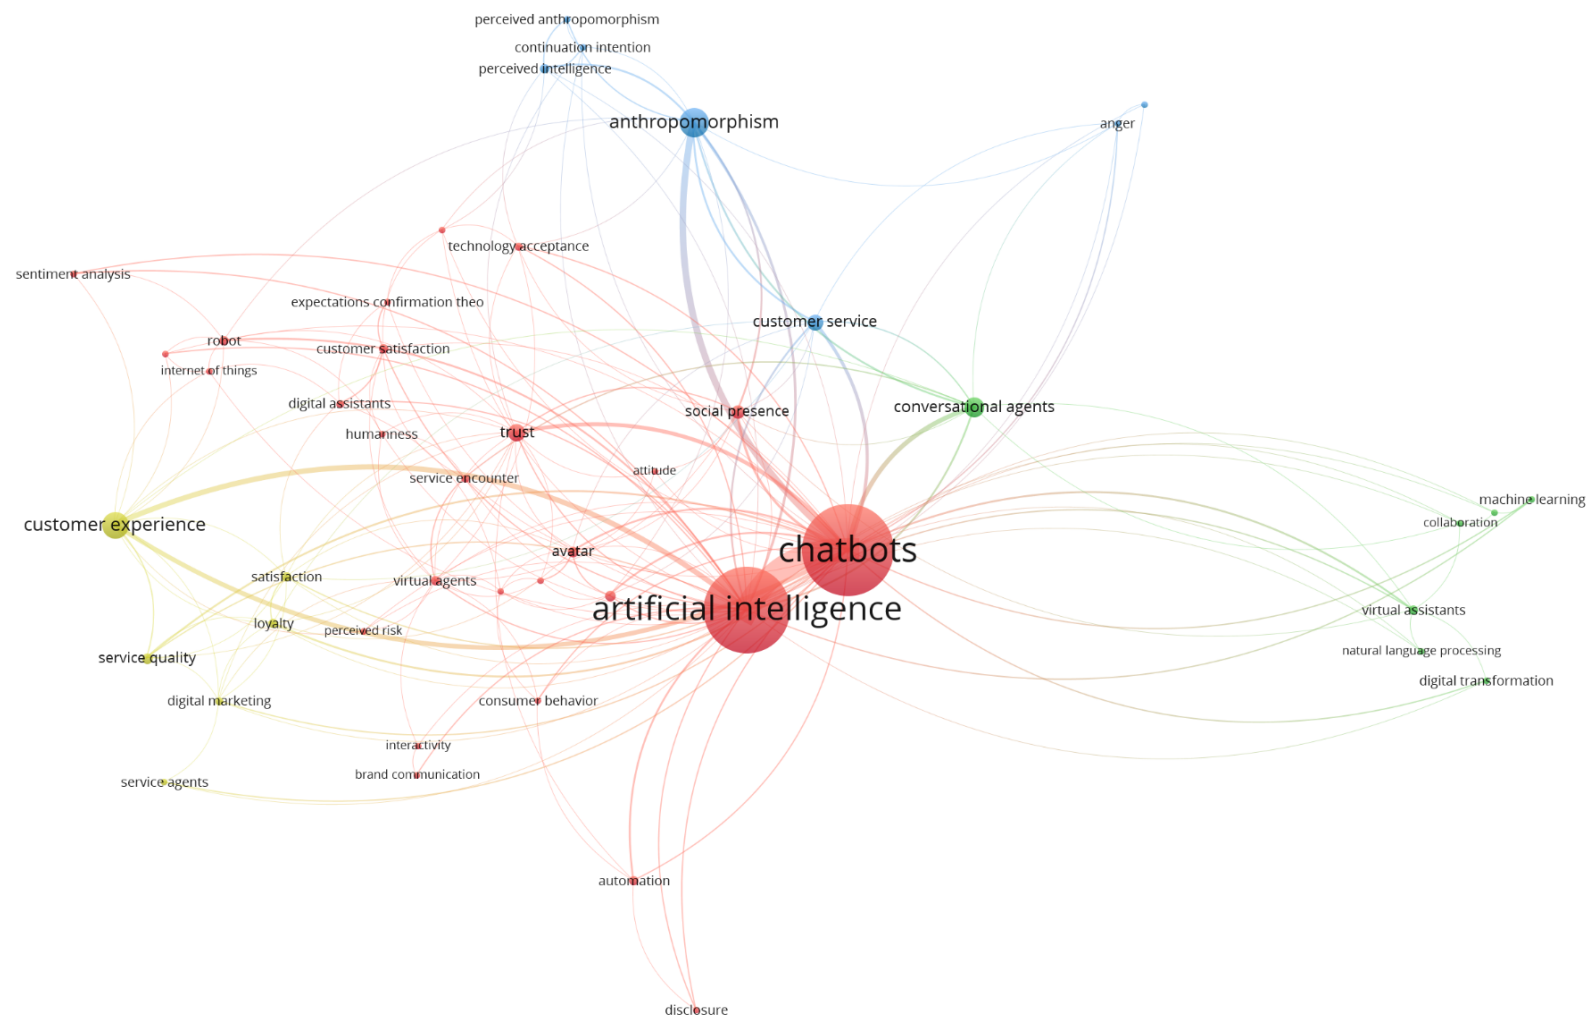 perceived anthropomorphism
continuation intention
perceived intelligence
anthropomorphism
anger
technology acceptance
sentiment analysis
expectations confirmation theo
customer service
robot
customer satisfaction
internet of things
digital assistants
social presence
conversational agents
humanness
trust
attitude
service encounter
machine learning
customer experience
collaboration
chatbots
avatar
satisfaction
virtual agents
artificial intelligence
virtual assistants
loyalty
perceived risk
service quality
natural language processing
digital transformation
digital marketing
consumer behavior
interactivity
brand communication
service agents
automation
disclosure